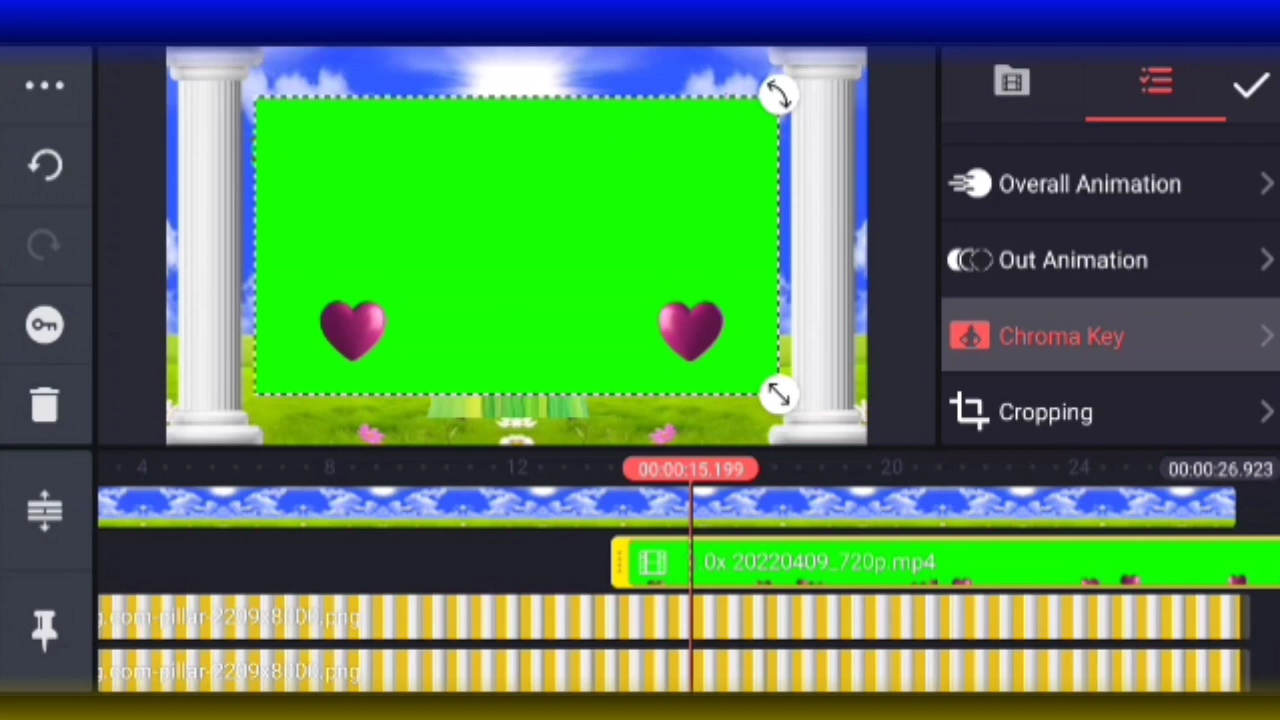 Overall Animation
Out Animation
Chroma Key
Cropping
4 8 12 00:00:15.199 20 24 00:00:26.923
0x 20220409_720p.mp4